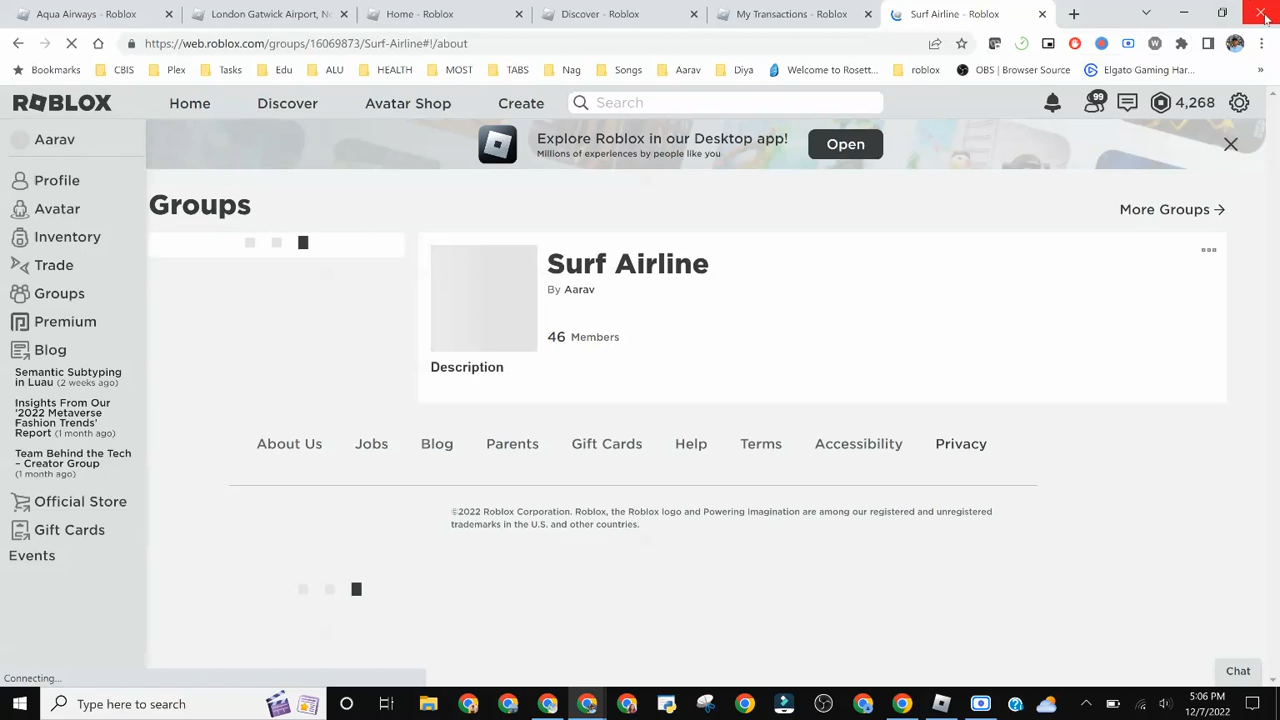 Aqua Airways - Roblox
London Gatwick Airport, N
Home - Roblox
Discover - Roblox
My Transactions - Roblox
Surf Airline - Roblox
https://web.roblox.com/groups/16069873/Surf-Airline#!/about
Bookmarks
CBIS
Plex
Tasks
Edu
ALU
HEALTH
MOST
TABS
Nag
Songs
Aarav
Diya
Welcome to Rosett...
roblox
OBS | Browser Source
Elgato Gaming Har...
»
ROBLOX
Home
Discover
Avatar Shop
Create
Search
99
4,268
Aarav
Explore Roblox in our Desktop app!
Millions of experiences by people like you
Open
Profile
Avatar
Inventory
Trade
Groups
Premium
Blog
Semantic Subtyping
in Luau (2 weeks ago)
Insights From Our
'2022 Metaverse
Fashion Trends'
Report (1 month ago)
Team Behind the Tech
– Creator Group
(1 month ago)
Official Store
Gift Cards
Events
Groups
More Groups →
Surf Airline
By Aarav
46 Members
Description
About Us
Jobs
Blog
Parents
Gift Cards
Help
Terms
Accessibility
Privacy
©2022 Roblox Corporation. Roblox, the Roblox logo and Powering Imagination are among our registered and unregistered
trademarks in the U.S. and other countries.
Chat
Connecting...
Type here to search
5:06 PM
12/7/2022